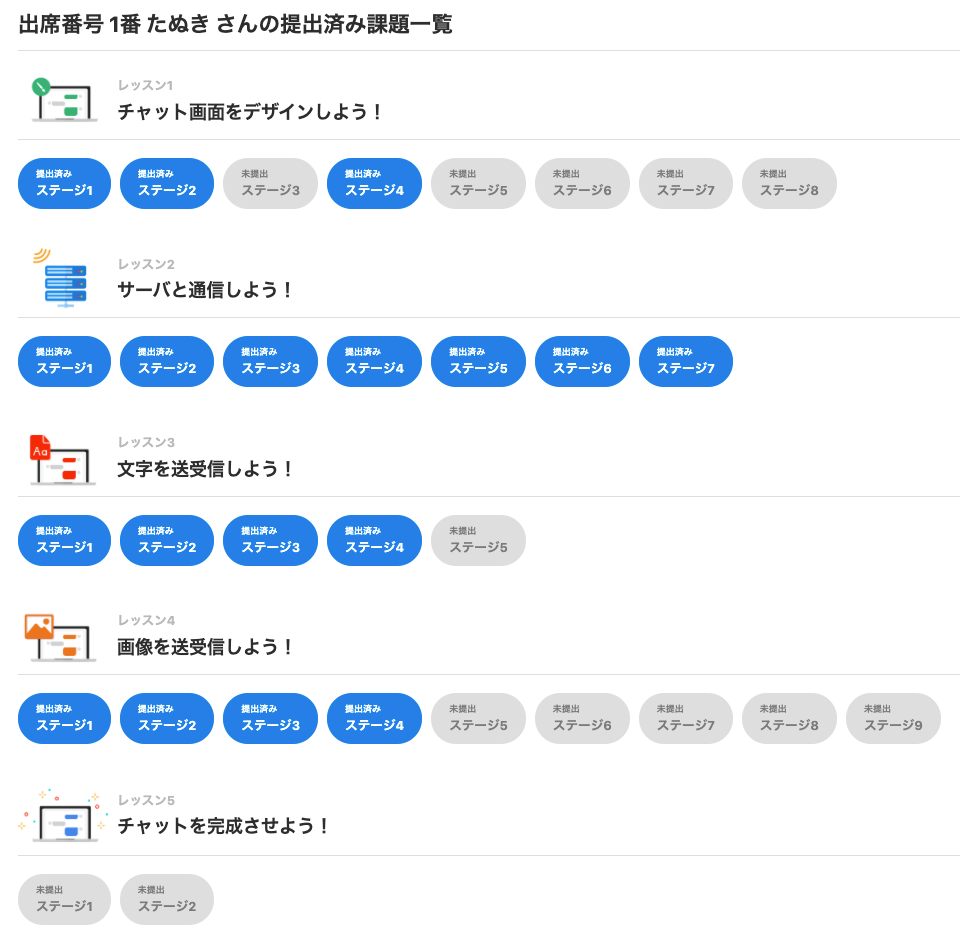 出席番号 1番 たぬき さんの提出済み課題一覧
レッスン1
チャット画面をデザインしよう！
提出済み 提出済み 未提出 提出済み 未提出 未提出 未提出 未提出
ステージ1 ステージ2 ステージ3 ステージ4 ステージ5 ステージ6 ステージ7 ステージ8
レッスン2
サーバと通信しよう！
提出済み 提出済み 提出済み 提出済み 提出済み 提出済み 提出済み
ステージ1 ステージ2 ステージ3 ステージ4 ステージ5 ステージ6 ステージ7
Aa
レッスン3
文字を送受信しよう！
提出済み 提出済み 提出済み 提出済み 未提出
ステージ1 ステージ2 ステージ3 ステージ4 ステージ5
レッスン4
画像を送受信しよう！
提出済み 提出済み 提出済み 提出済み 未提出 未提出 未提出 未提出 未提出
ステージ1 ステージ2 ステージ3 ステージ4 ステージ5 ステージ6 ステージ7 ステージ8 ステージ9
レッスン5
チャットを完成させよう！
未提出 未提出
ステージ1 ステージ2